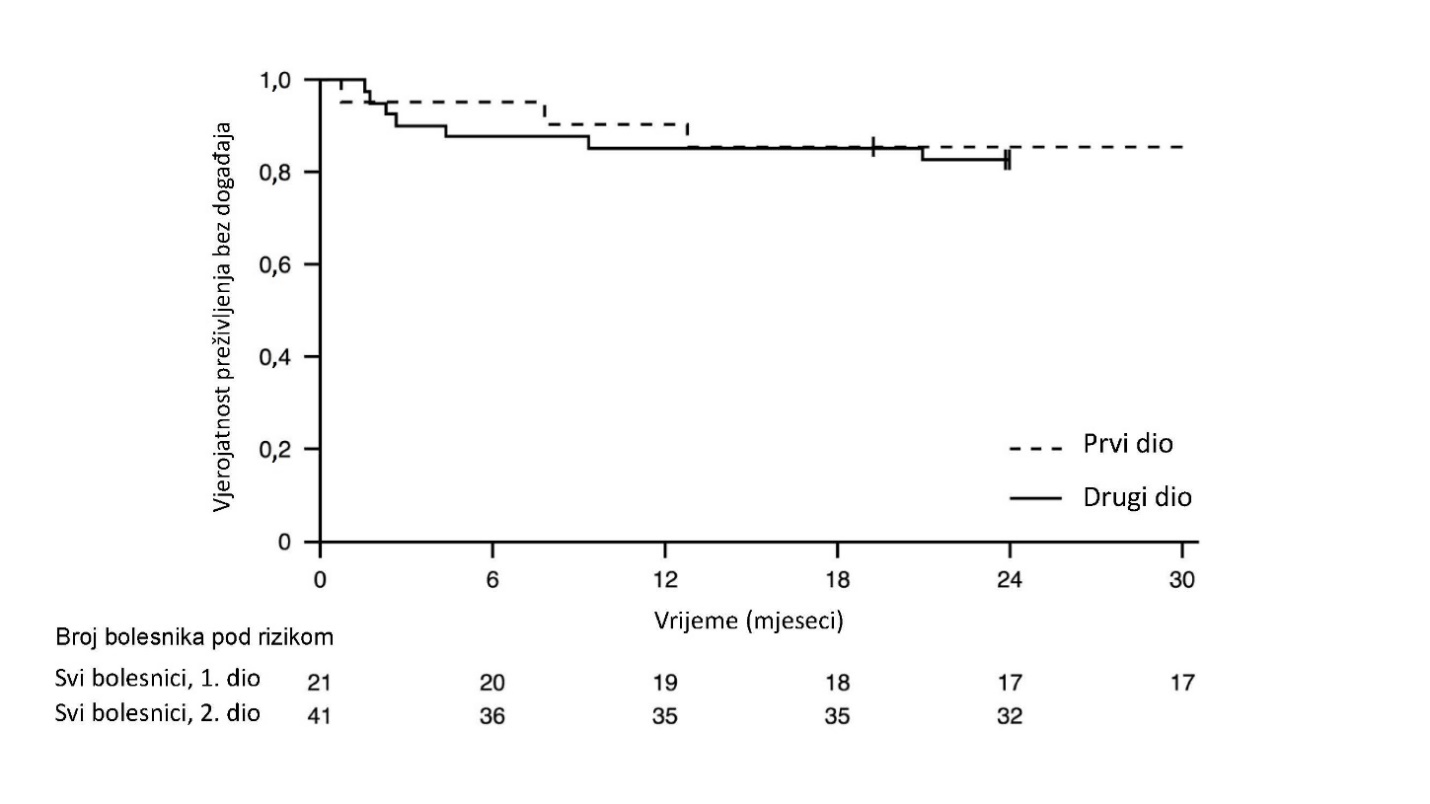 Vjerojatnost preživljenja bez događaja
1,0
0,8
0,6
0,4
0,2
0
0 6 12 18 24 30
Vrijeme (mjeseci)
Prvi dio
Drugi dio
Broj bolesnika pod rizikom
Svi bolesnici, 1. dio 21 20 19 18 17 17
Svi bolesnici, 2. dio 41 36 35 35 32